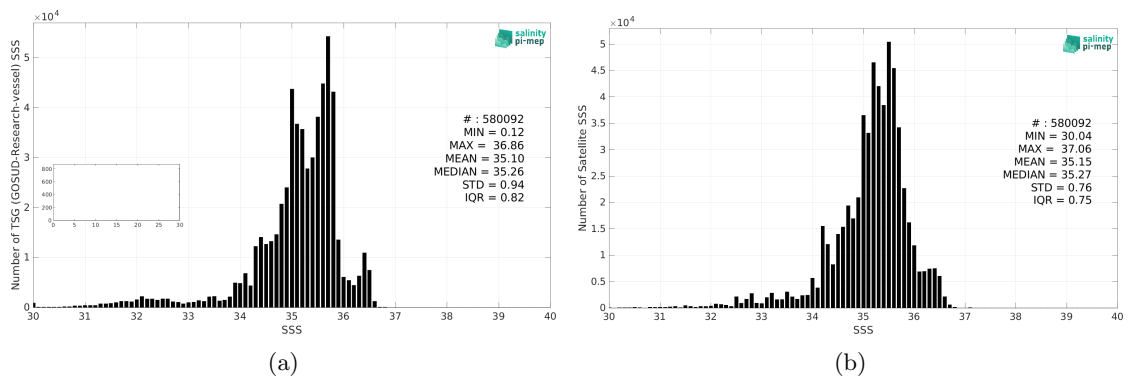 ×10⁴
Number of TSG (GOSUD-Research-vessel) SSS
5
4
3
2
1
0
30 31 32 33 34 35 36 37 38 39 40
SSS
800
600
400
200
0
0 5 10 15 20 25 30
salinity
pi-mep
# : 580092
MIN = 0.12
MAX = 36.86
MEAN = 35.10
MEDIAN = 35.26
STD = 0.94
IQR = 0.82
(a)
×10⁴
Number of Satellite SSS
5
4.5
4
3.5
3
2.5
2
1.5
1
0.5
0
30 31 32 33 34 35 36 37 38 39 40
SSS
salinity
pi-mep
# : 580092
MIN = 30.04
MAX = 37.06
MEAN = 35.15
MEDIAN = 35.27
STD = 0.76
IQR = 0.75
(b)